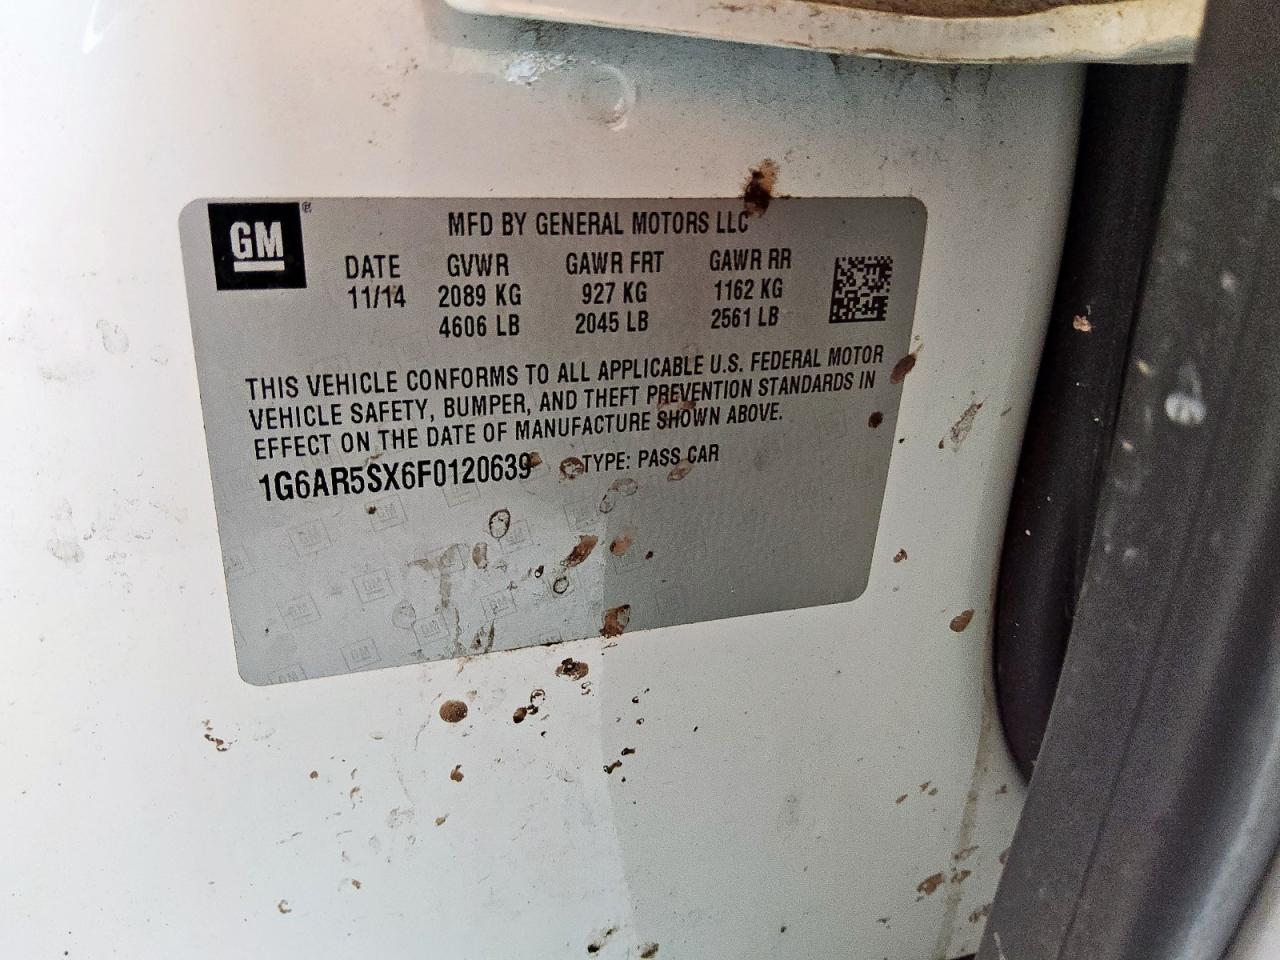 GM® MFD BY GENERAL MOTORS LLC
DATE GVWR GAWR FRT GAWR RR
11/14 2089 KG 927 KG 1162 KG
4606 LB 2045 LB 2561 LB
THIS VEHICLE CONFORMS TO ALL APPLICABLE U.S. FEDERAL MOTOR
VEHICLE SAFETY, BUMPER, AND THEFT PREVENTION STANDARDS IN
EFFECT ON THE DATE OF MANUFACTURE SHOWN ABOVE.
1G6AR5SX6F0120639 TYPE: PASS CAR